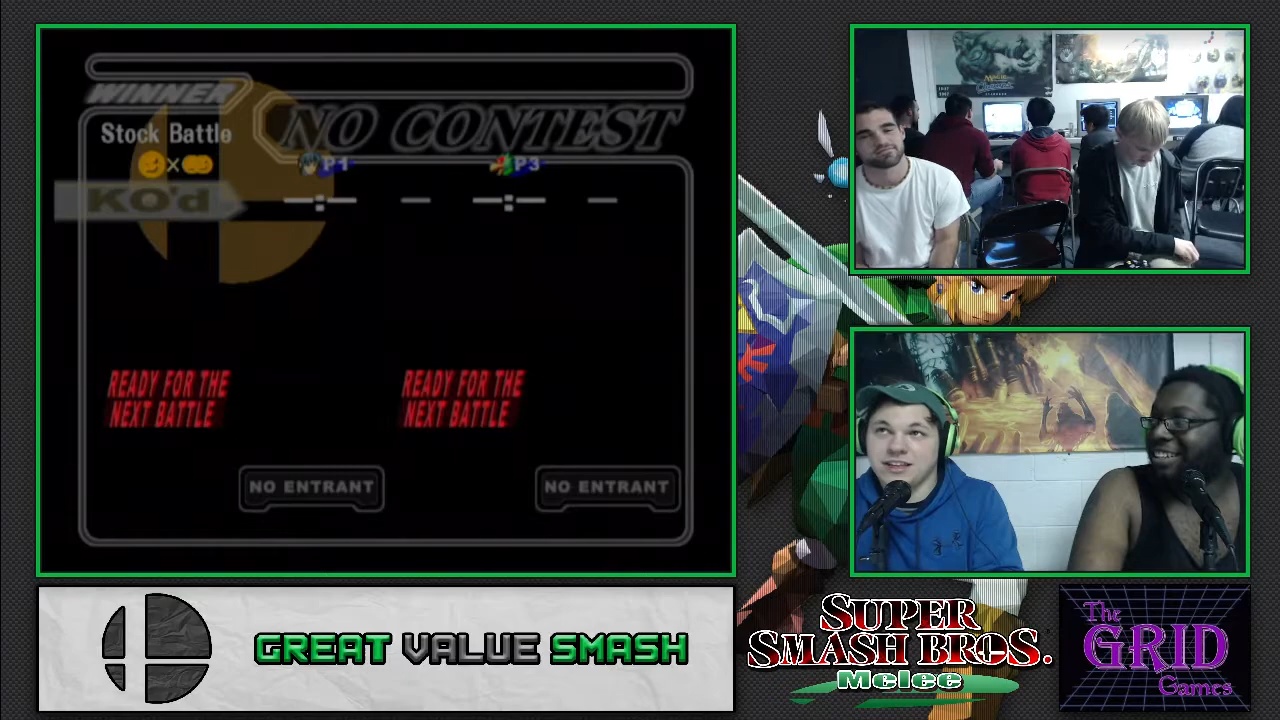 WINNER
NO CONTEST
Stock Battle
P1
P3
KO'd
READY FOR THE
NEXT BATTLE
READY FOR THE
NEXT BATTLE
NO ENTRANT
NO ENTRANT
GREAT VALUE SMASH
SUPER
SMASH BROS.
Melee
The
GRID
Games